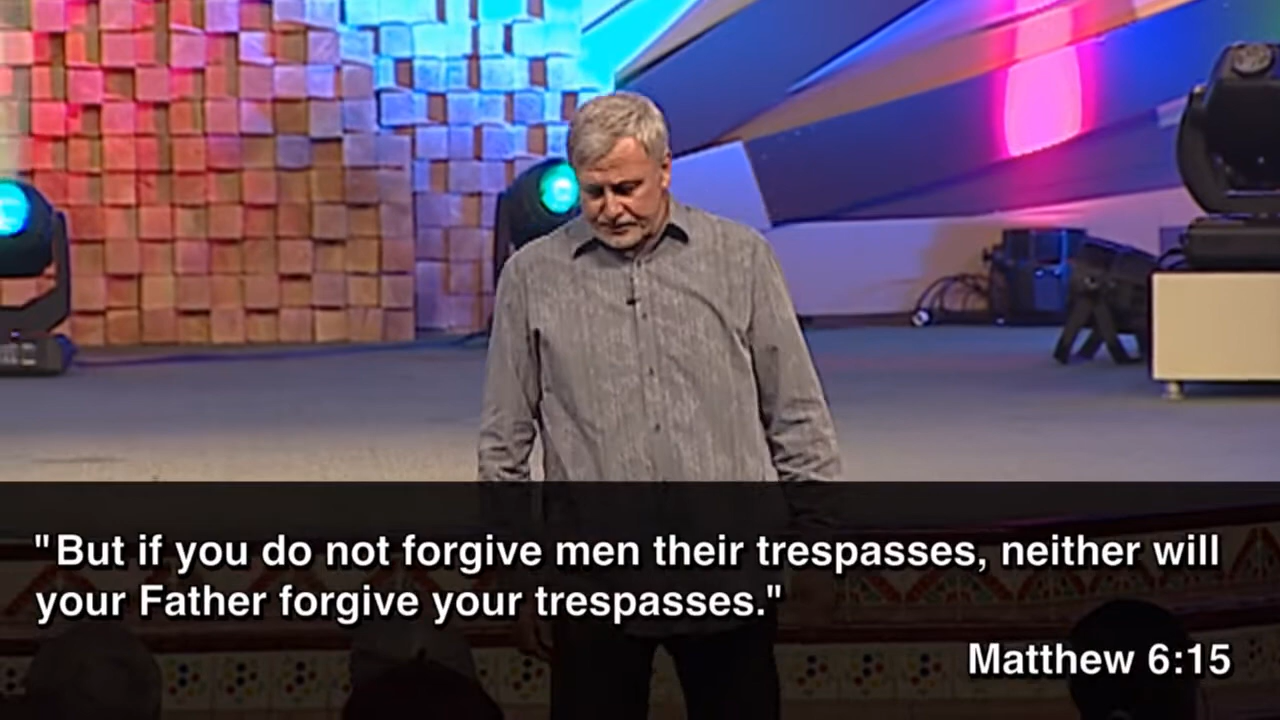 "But if you do not forgive men their trespasses, neither will
your Father forgive your trespasses."
Matthew 6:15